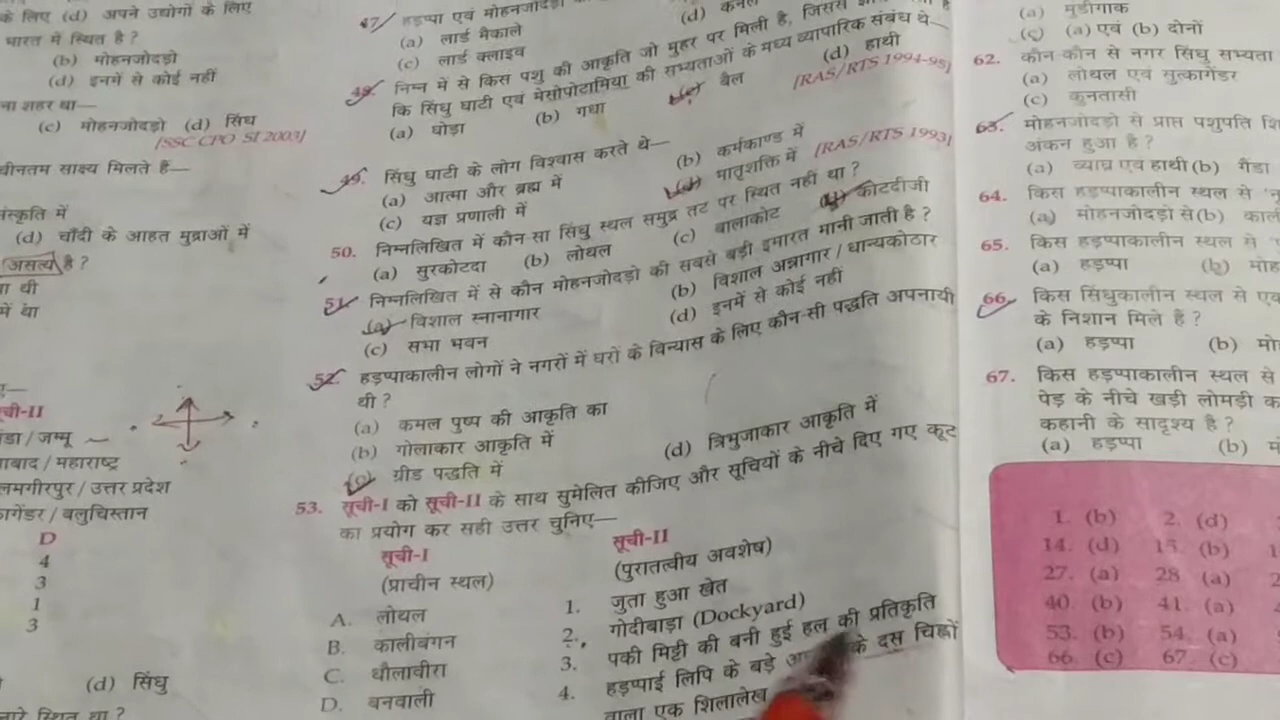 के लिए (d) अपने उद्योगों के लिए
भारत में स्थित है ?
(b) मोहनजोदड़ो
(d) इनमें से कोई नहीं
ना शहर था—
(c) मोहनजोदड़ो (d) सिंध
[SSC CPO SI 2003]
चीनतम साक्ष्य मिलते हैं—
संस्कृति में
(d) चाँदी के आहत मुद्राओं में
असत्य है ?
में था
सूची-II
जम्मू
महाराष्ट्र
लमगीरपुर / उत्तर प्रदेश
कागेंडर / बलुचिस्तान
D
4
3
1
3
(d) सिंधु
47. हड़प्पा एवं मोहनजोदड़ो
(a) लार्ड मैकाले
(c) लार्ड क्लाइव
48. निम्न में से किस पशु की आकृति जो मुहर पर मिली है, जिससे
कि सिंधु घाटी एवं मेसोपोटामिया की सभ्यताओं के मध्य व्यापारिक संबंध थे—
(a) घोड़ा (b) गधा (c) बैल (d) हाथी
[RAS/RTS 1994-95]
49. सिंधु घाटी के लोग विश्वास करते थे—
(a) आत्मा और ब्रह्म में (b) कर्मकाण्ड में
(c) यज्ञ प्रणाली में (d) मातृशक्ति में [RAS/RTS 1993]
50. निम्नलिखित में कौन-सा सिंधु स्थल समुद्र तट पर स्थित नहीं था ?
(a) सुरकोटदा (b) लोथल (c) बालाकोट (d) कोटदीजी
51. निम्नलिखित में से कौन मोहनजोदड़ो की सबसे बड़ी इमारत मानी जाती है ?
(a) विशाल स्नानागार (b) विशाल अन्नागार / धान्यकोठार
(c) सभा भवन (d) इनमें से कोई नहीं
52. हड़प्पाकालीन लोगों ने नगरों में घरों के विन्यास के लिए कौन-सी पद्धति अपनायी
थी ?
(a) कमल पुष्प की आकृति का
(b) गोलाकार आकृति में
(c) ग्रीड पद्धति में (d) त्रिभुजाकार आकृति में
53. सूची-I को सूची-II के साथ सुमेलित कीजिए और सूचियों के नीचे दिए गए कूट
का प्रयोग कर सही उत्तर चुनिए—
सूची-I सूची-II
(प्राचीन स्थल) (पुरातत्वीय अवशेष)
A. लोथल 1. जुता हुआ खेत
B. कालीबंगन 2. गोदीबाड़ा (Dockyard)
C. धौलावीरा 3. पकी मिट्टी की बनी हुई हल की प्रतिकृति
D. बनवाली 4. हड़प्पाई लिपि के बड़े के दस चिह्नों
वाला एक शिलालेख
(a) मुंडीगाक
(c) (a) एवं (b) दोनों
62. कौन-कौन से नगर सिंधु सभ्यता
(a) लोथल एवं मुत्कागेंडर
(c) कुनतासी
63. मोहनजोदड़ो से प्राप्त पशुपति
अंकन हुआ है ?
(a) व्याघ्र एवं हाथी (b) गैंडा
64. किस हड़प्पाकालीन स्थल से
(a) मोहनजोदड़ो से (b)
65. किस हड़प्पाकालीन स्थल से
(a) हड़प्पा (b)
66. किस सिंधुकालीन स्थल से
के निशान मिले हैं ?
(a) हड़प्पा (b)
67. किस हड़प्पाकालीन स्थल से
पेड़ के नीचे खड़ी लोमड़ी
कहानी के सादृश्य है ?
(a) हड़प्पा (b)
1. (b) 2. (d)
14. (d) 15. (b)
27. (a) 28 (a)
40. (b) 41. (a)
53. (b) 54. (a)
66. (c) 67. (c)